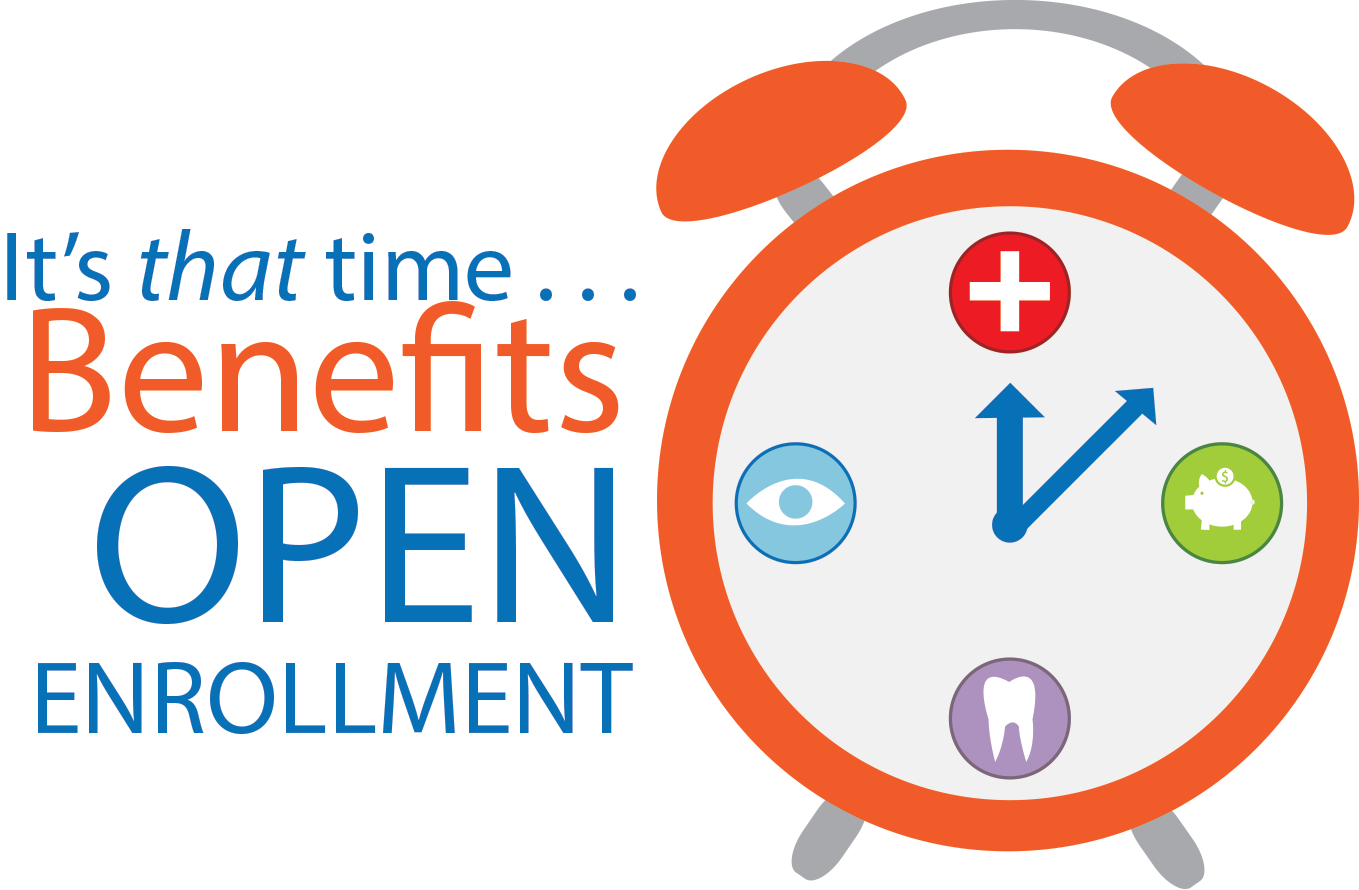 It’s that time . . .
Benefits
OPEN
ENROLLMENT
$